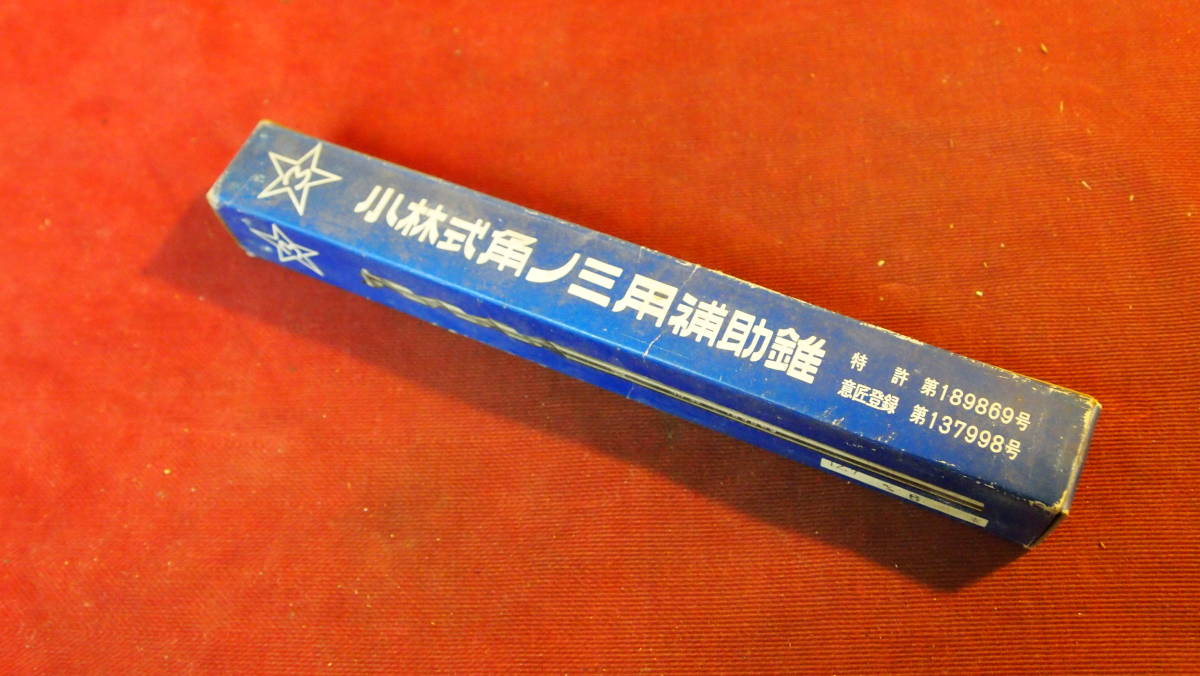 小林式角ノミ用補助錐
特許 第189869号
意匠登録 第137998号